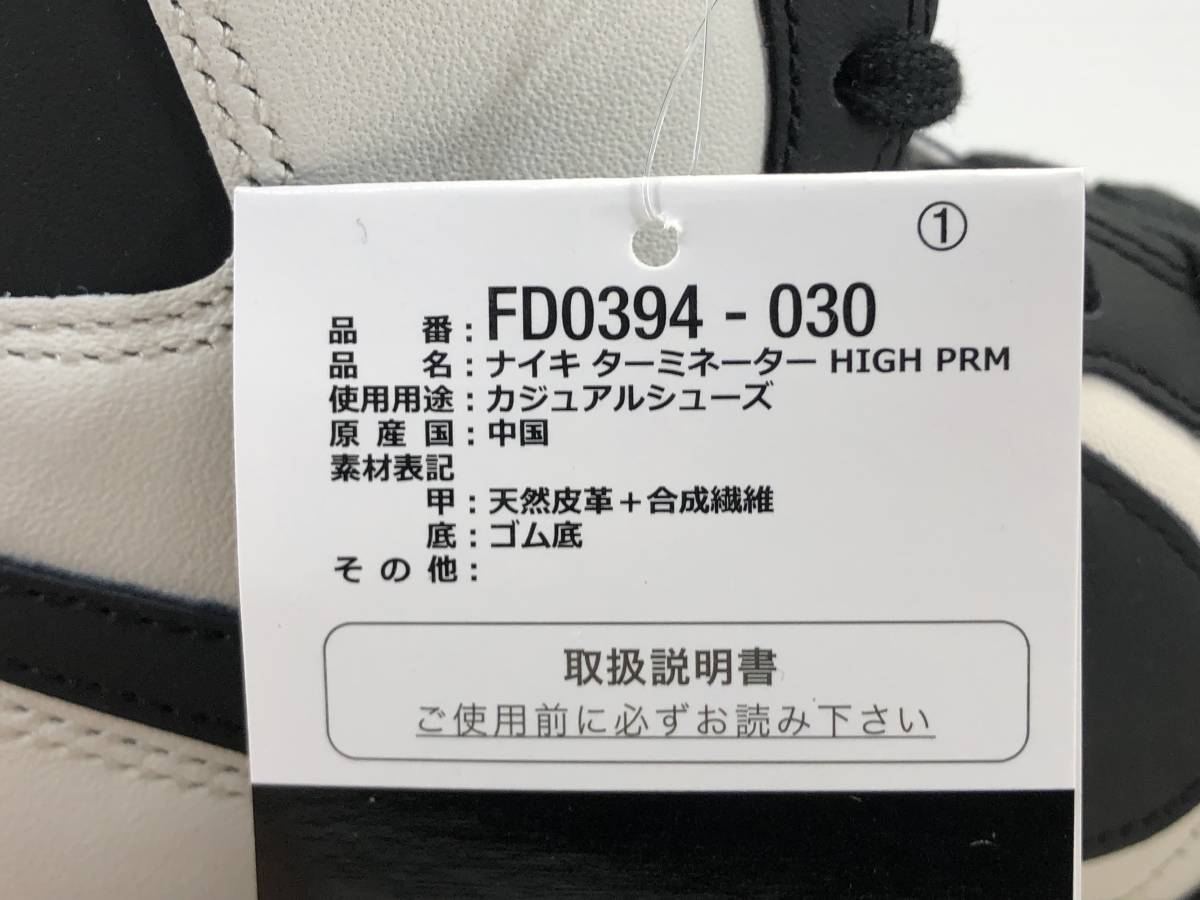 ①
品番：FD0394 - 030
品名：ナイキ ターミネーター HIGH PRM
使用用途：カジュアルシューズ
原産国：中国
素材表記
甲：天然皮革＋合成繊維
底：ゴム底
その他：
取扱説明書
ご使用前に必ずお読み下さい